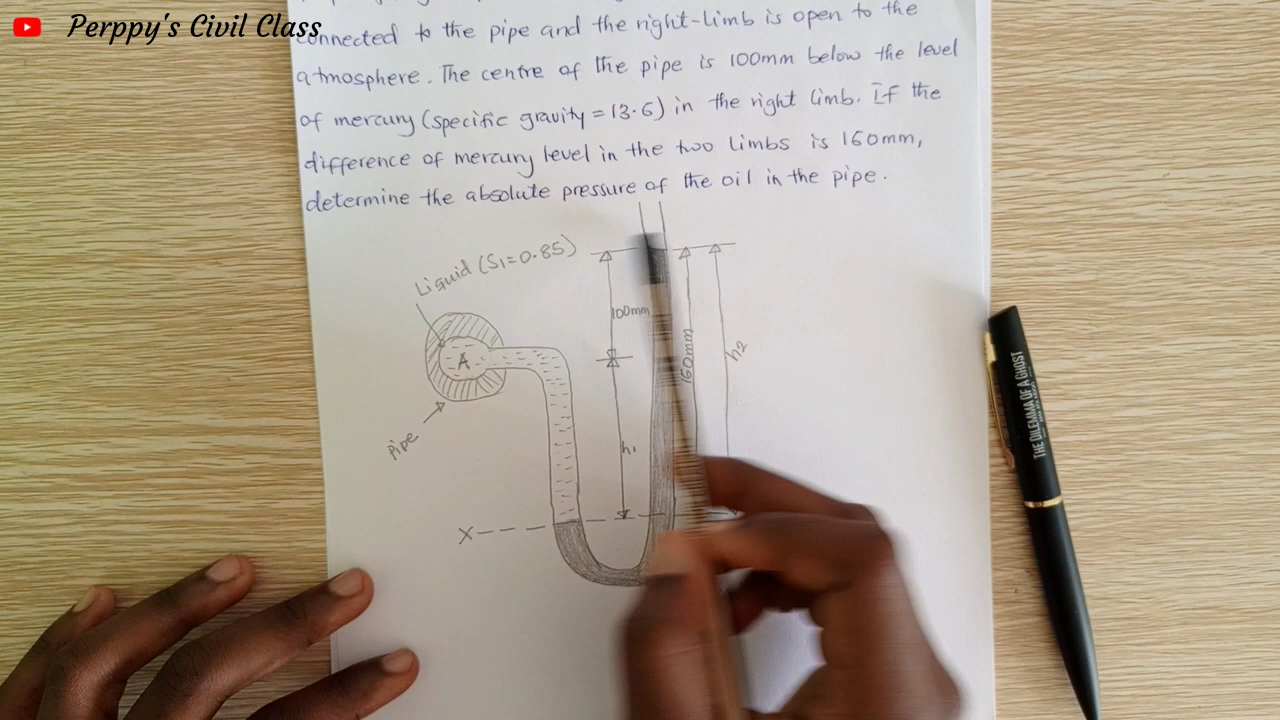 Perppy's Civil Class
connected to the pipe and the right-limb is open to the
atmosphere. The centre of the pipe is 100mm below the level
of mercury (specific gravity = 13.6) in the right limb. If the
difference of mercury level in the two limbs is 160mm,
determine the absolute pressure of the oil in the pipe.
Liquid (S1=0.85)
100mm
A
160mm
h2
pipe
h1
X
THE DILEMMA OF A GHOST